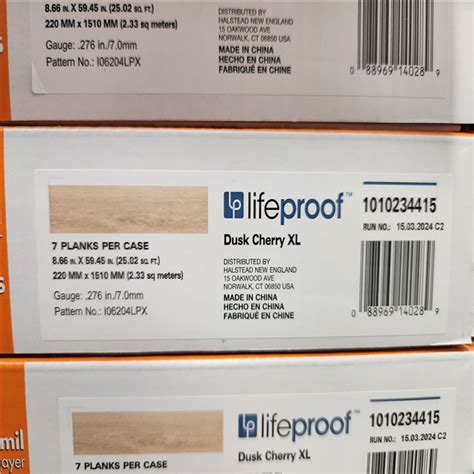 8.66 IN X 59.45 IN (25.02 SQ. FT.)
220 MM X 1510 MM (2.33 sq meters)
Gauge: .276 in/7.0mm
Pattern No.: I06204LPX
DISTRIBUTED BY
HALSTEAD NEW ENGLAND
15 OAKWOOD AVE
NORWALK, CT 06850 USA
MADE IN CHINA
HECHO EN CHINA
FABRIQUÉ EN CHINE
0 88969 14028 9
lifeproof™
Dusk Cherry XL
1010234415
RUN NO.: 15.03.2024 C2
7 PLANKS PER CASE
8.66 IN X 59.45 IN (25.02 SQ. FT.)
220 MM X 1510 MM (2.33 sq meters)
Gauge: .276 in/7.0mm
Pattern No.: I06204LPX
DISTRIBUTED BY
HALSTEAD NEW ENGLAND
15 OAKWOOD AVE
NORWALK, CT 06850 USA
MADE IN CHINA
HECHO EN CHINA
FABRIQUÉ EN CHINE
0 88969 14028 9
mil
ayer
lifeproof™
Dusk Cherry XL
1010234415
RUN NO.: 15.03.2024 C2
7 PLANKS PER CASE
DISTRIBUTED BY